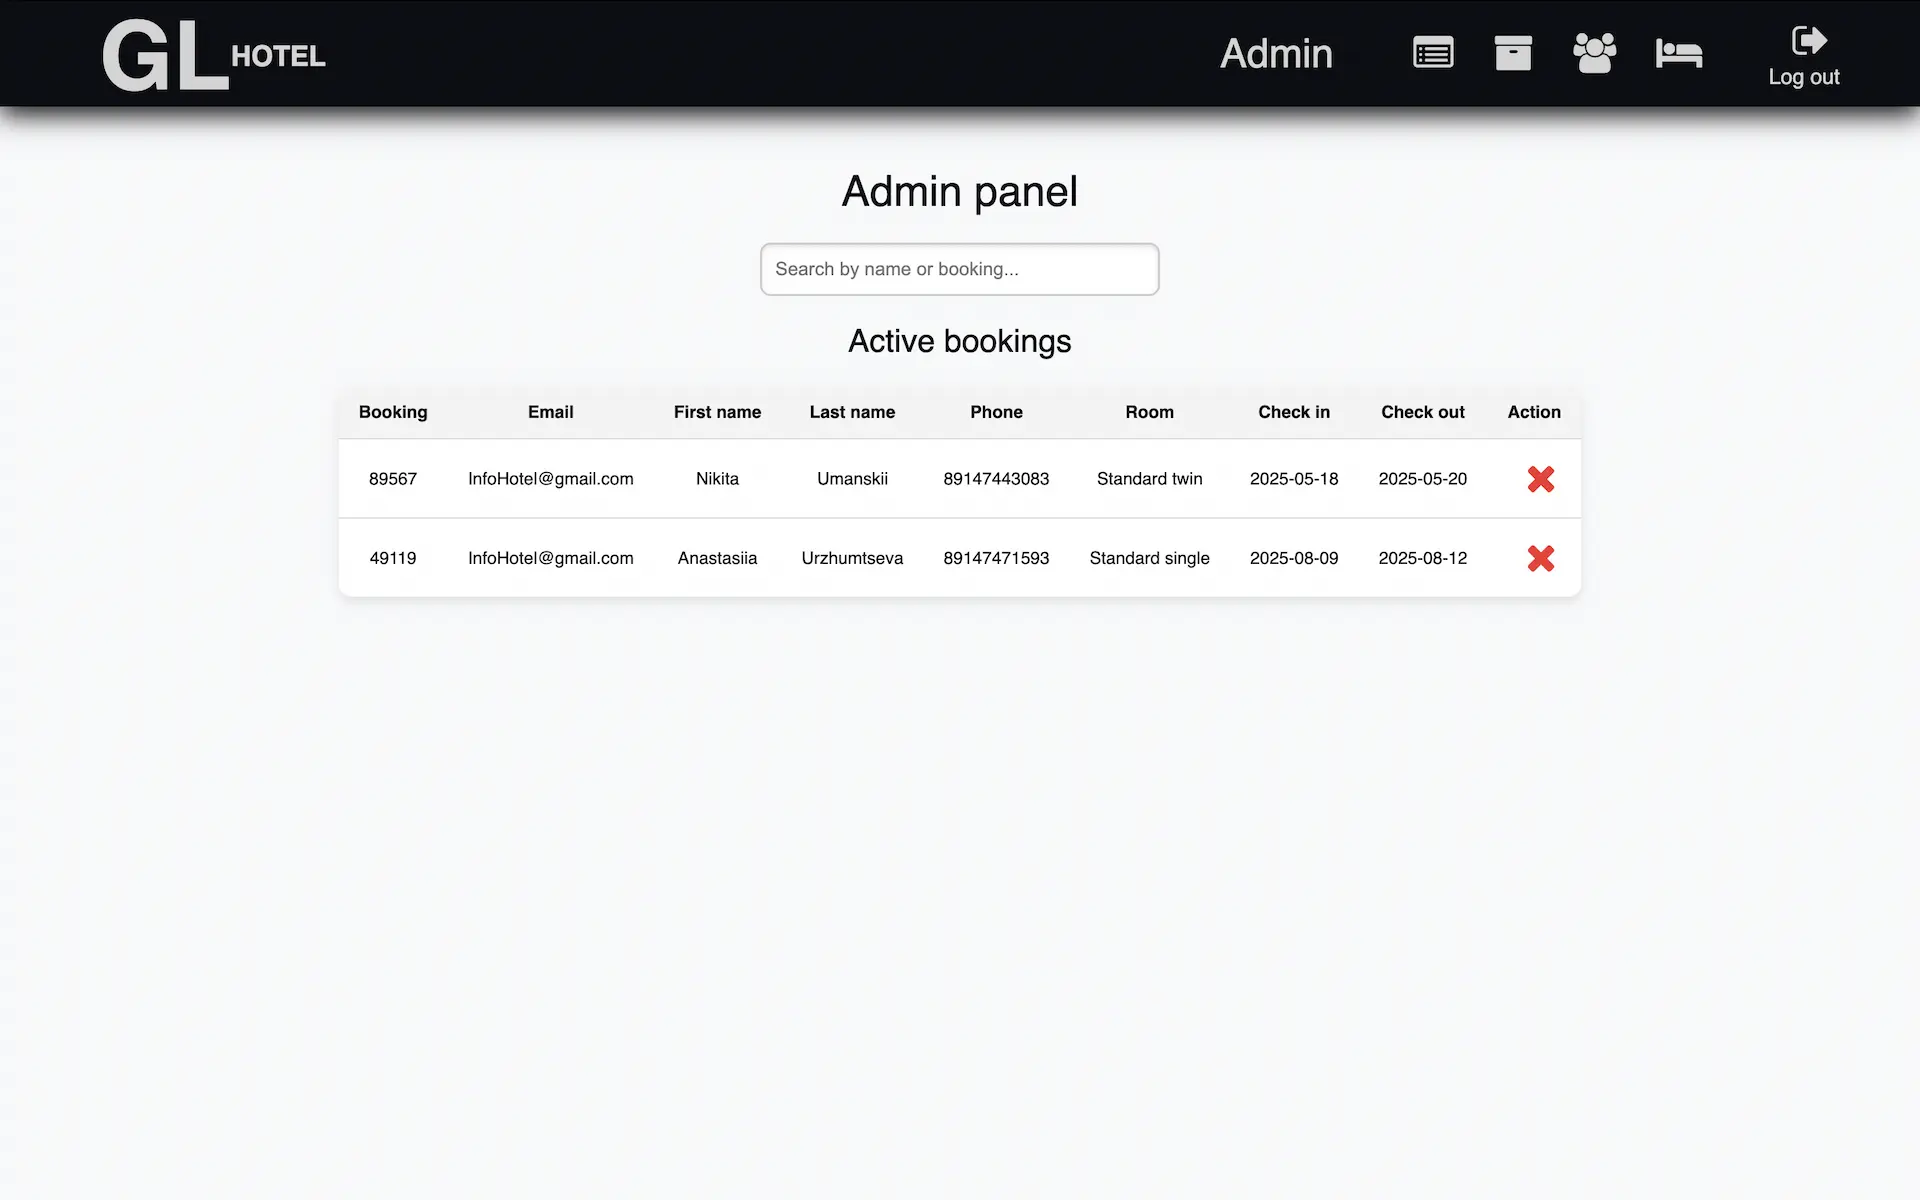 GL HOTEL
Admin
Log out
Admin panel
Search by name or booking...
Active bookings
Booking Email First name Last name Phone Room Check in Check out Action
89567 InfoHotel@gmail.com Nikita Umanskii 89147443083 Standard twin 2025-05-18 2025-05-20
49119 InfoHotel@gmail.com Anastasiia Urzhumtseva 89147471593 Standard single 2025-08-09 2025-08-12